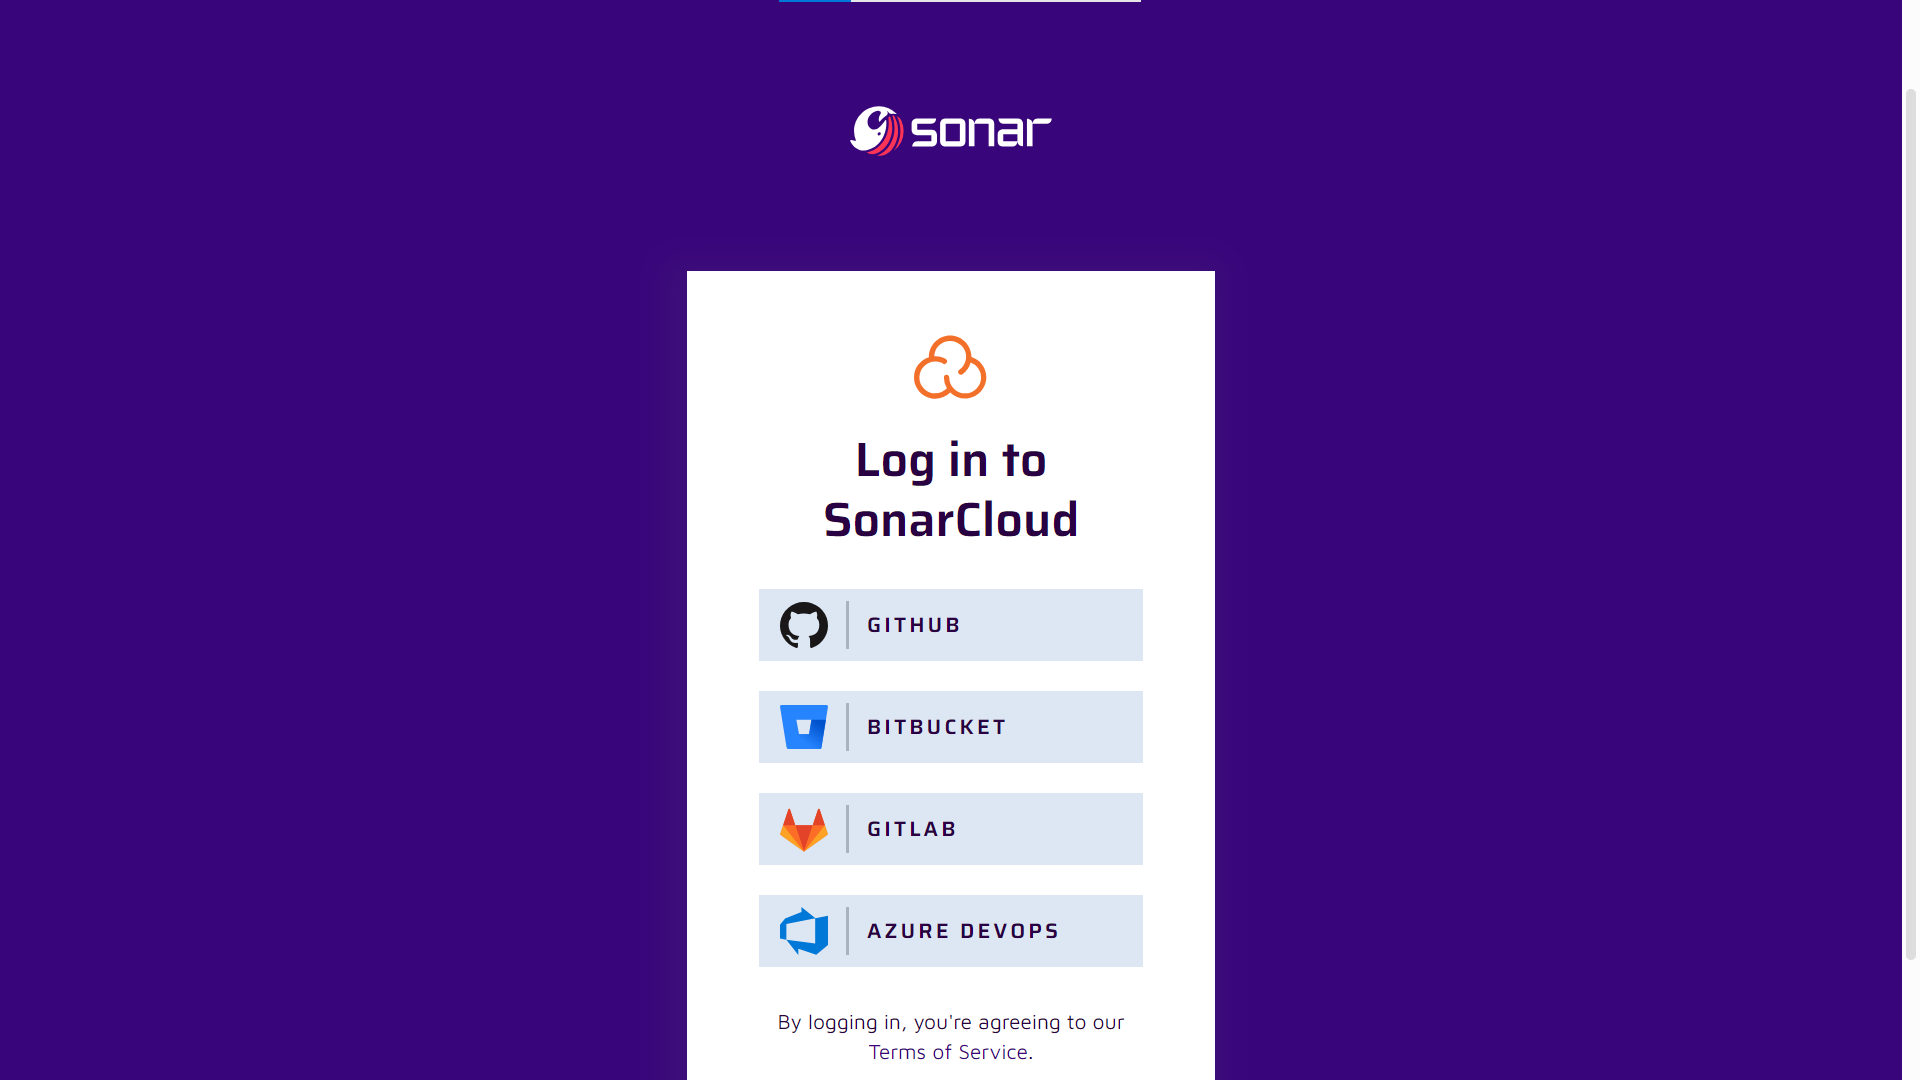 sonar
Log in to
SonarCloud
GITHUB
BITBUCKET
GITLAB
AZURE DEVOPS
By logging in, you're agreeing to our
Terms of Service.